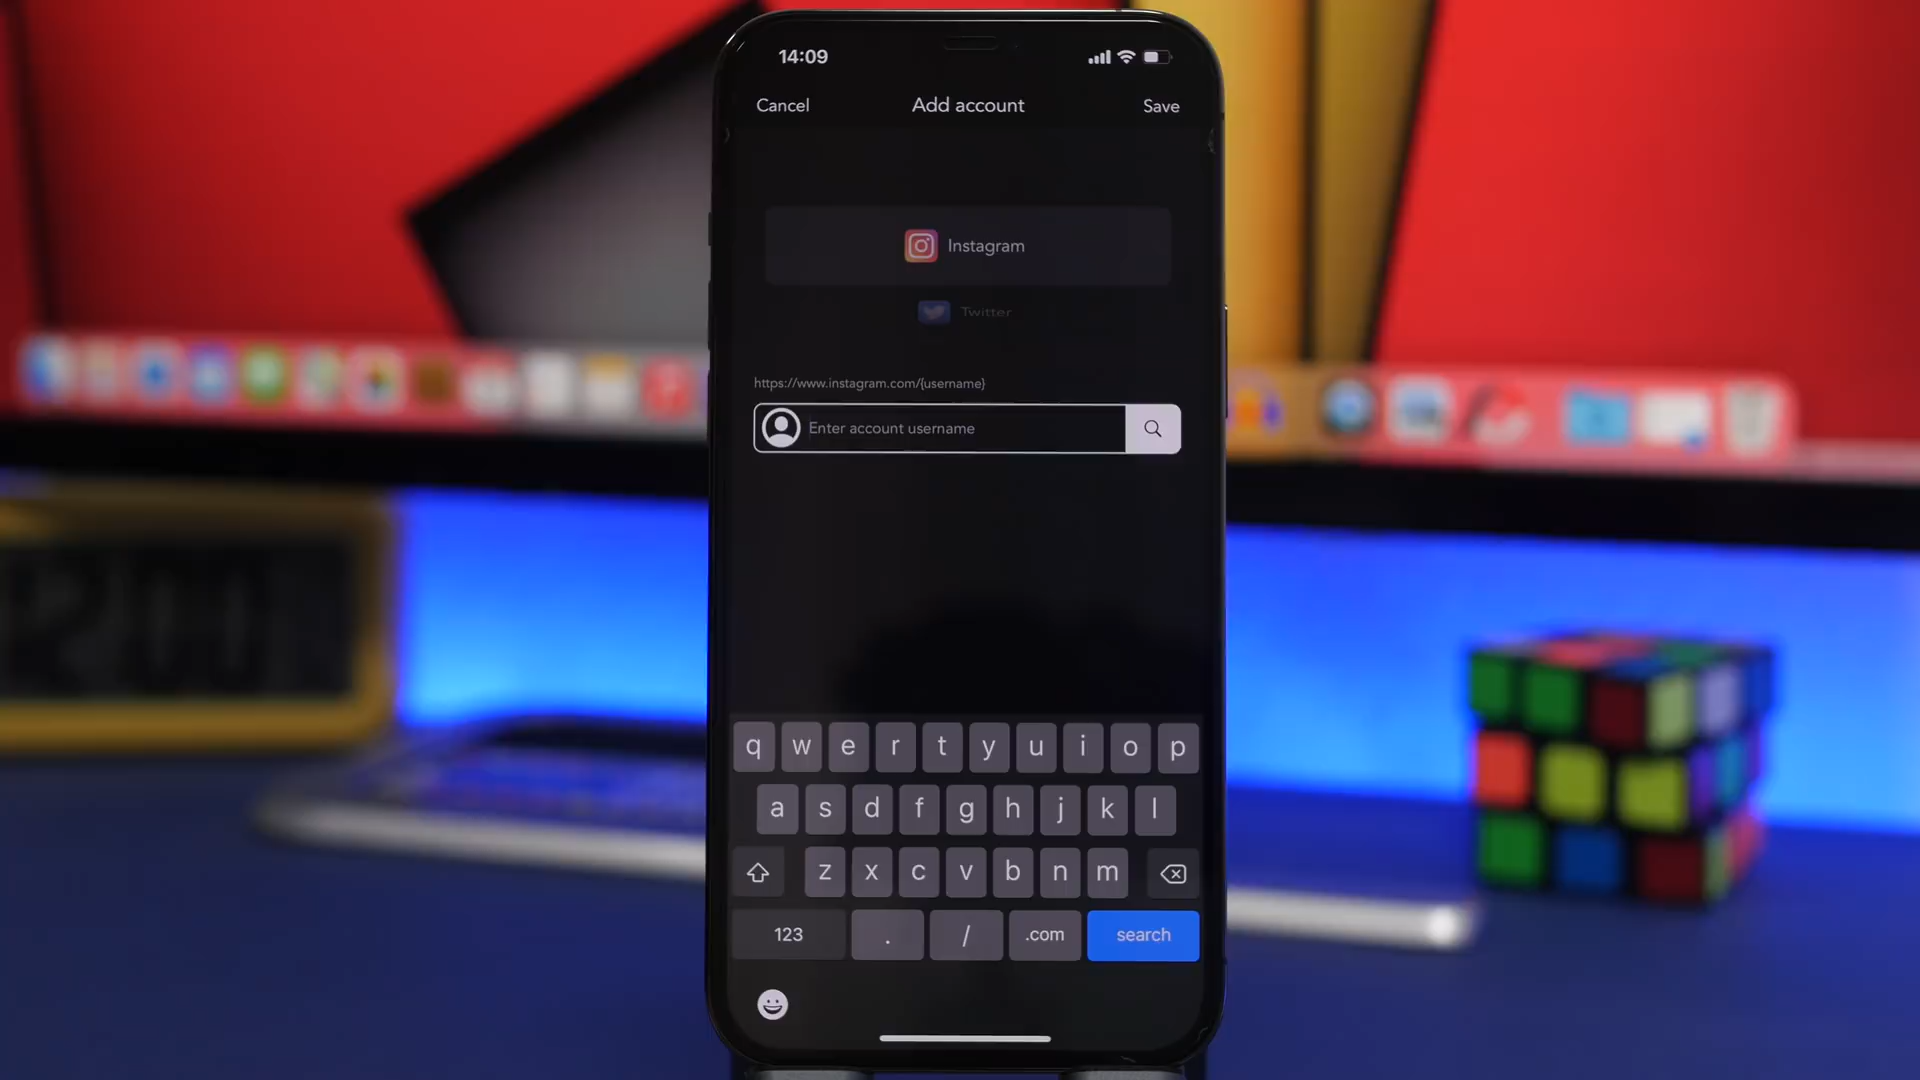 14:09
Cancel Add account Save
Instagram
Twitter
https://www.instagram.com/{username}
Enter account username
q w e r t y u i o p
a s d f g h j k l
z x c v b n m
123 . / .com search